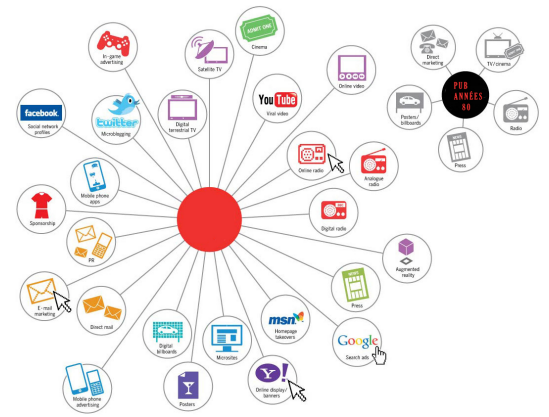 In-game
advertising
Satellite TV
ADMIT ONE
Cinema
Online video
facebook.
Social network
profiles
twitter
Microblogging
Digital
terrestrial TV
You Tube
Viral video
Online radio
Analogue
radio
Mobile phone
apps
Sponsorship
PR
Digital radio
Augmented
reality
E-mail
marketing
Direct mail
NEWS
Press
Digital
billboards
Microsites
msn
Homepage
takeovers
Google
Search ads
Mobile phone
advertising
Posters
Y!
Online display/
banners
Direct
marketing
TV/cinema
PUB
ANNÉES
80
Posters/
billboards
Radio
NEWS
Press